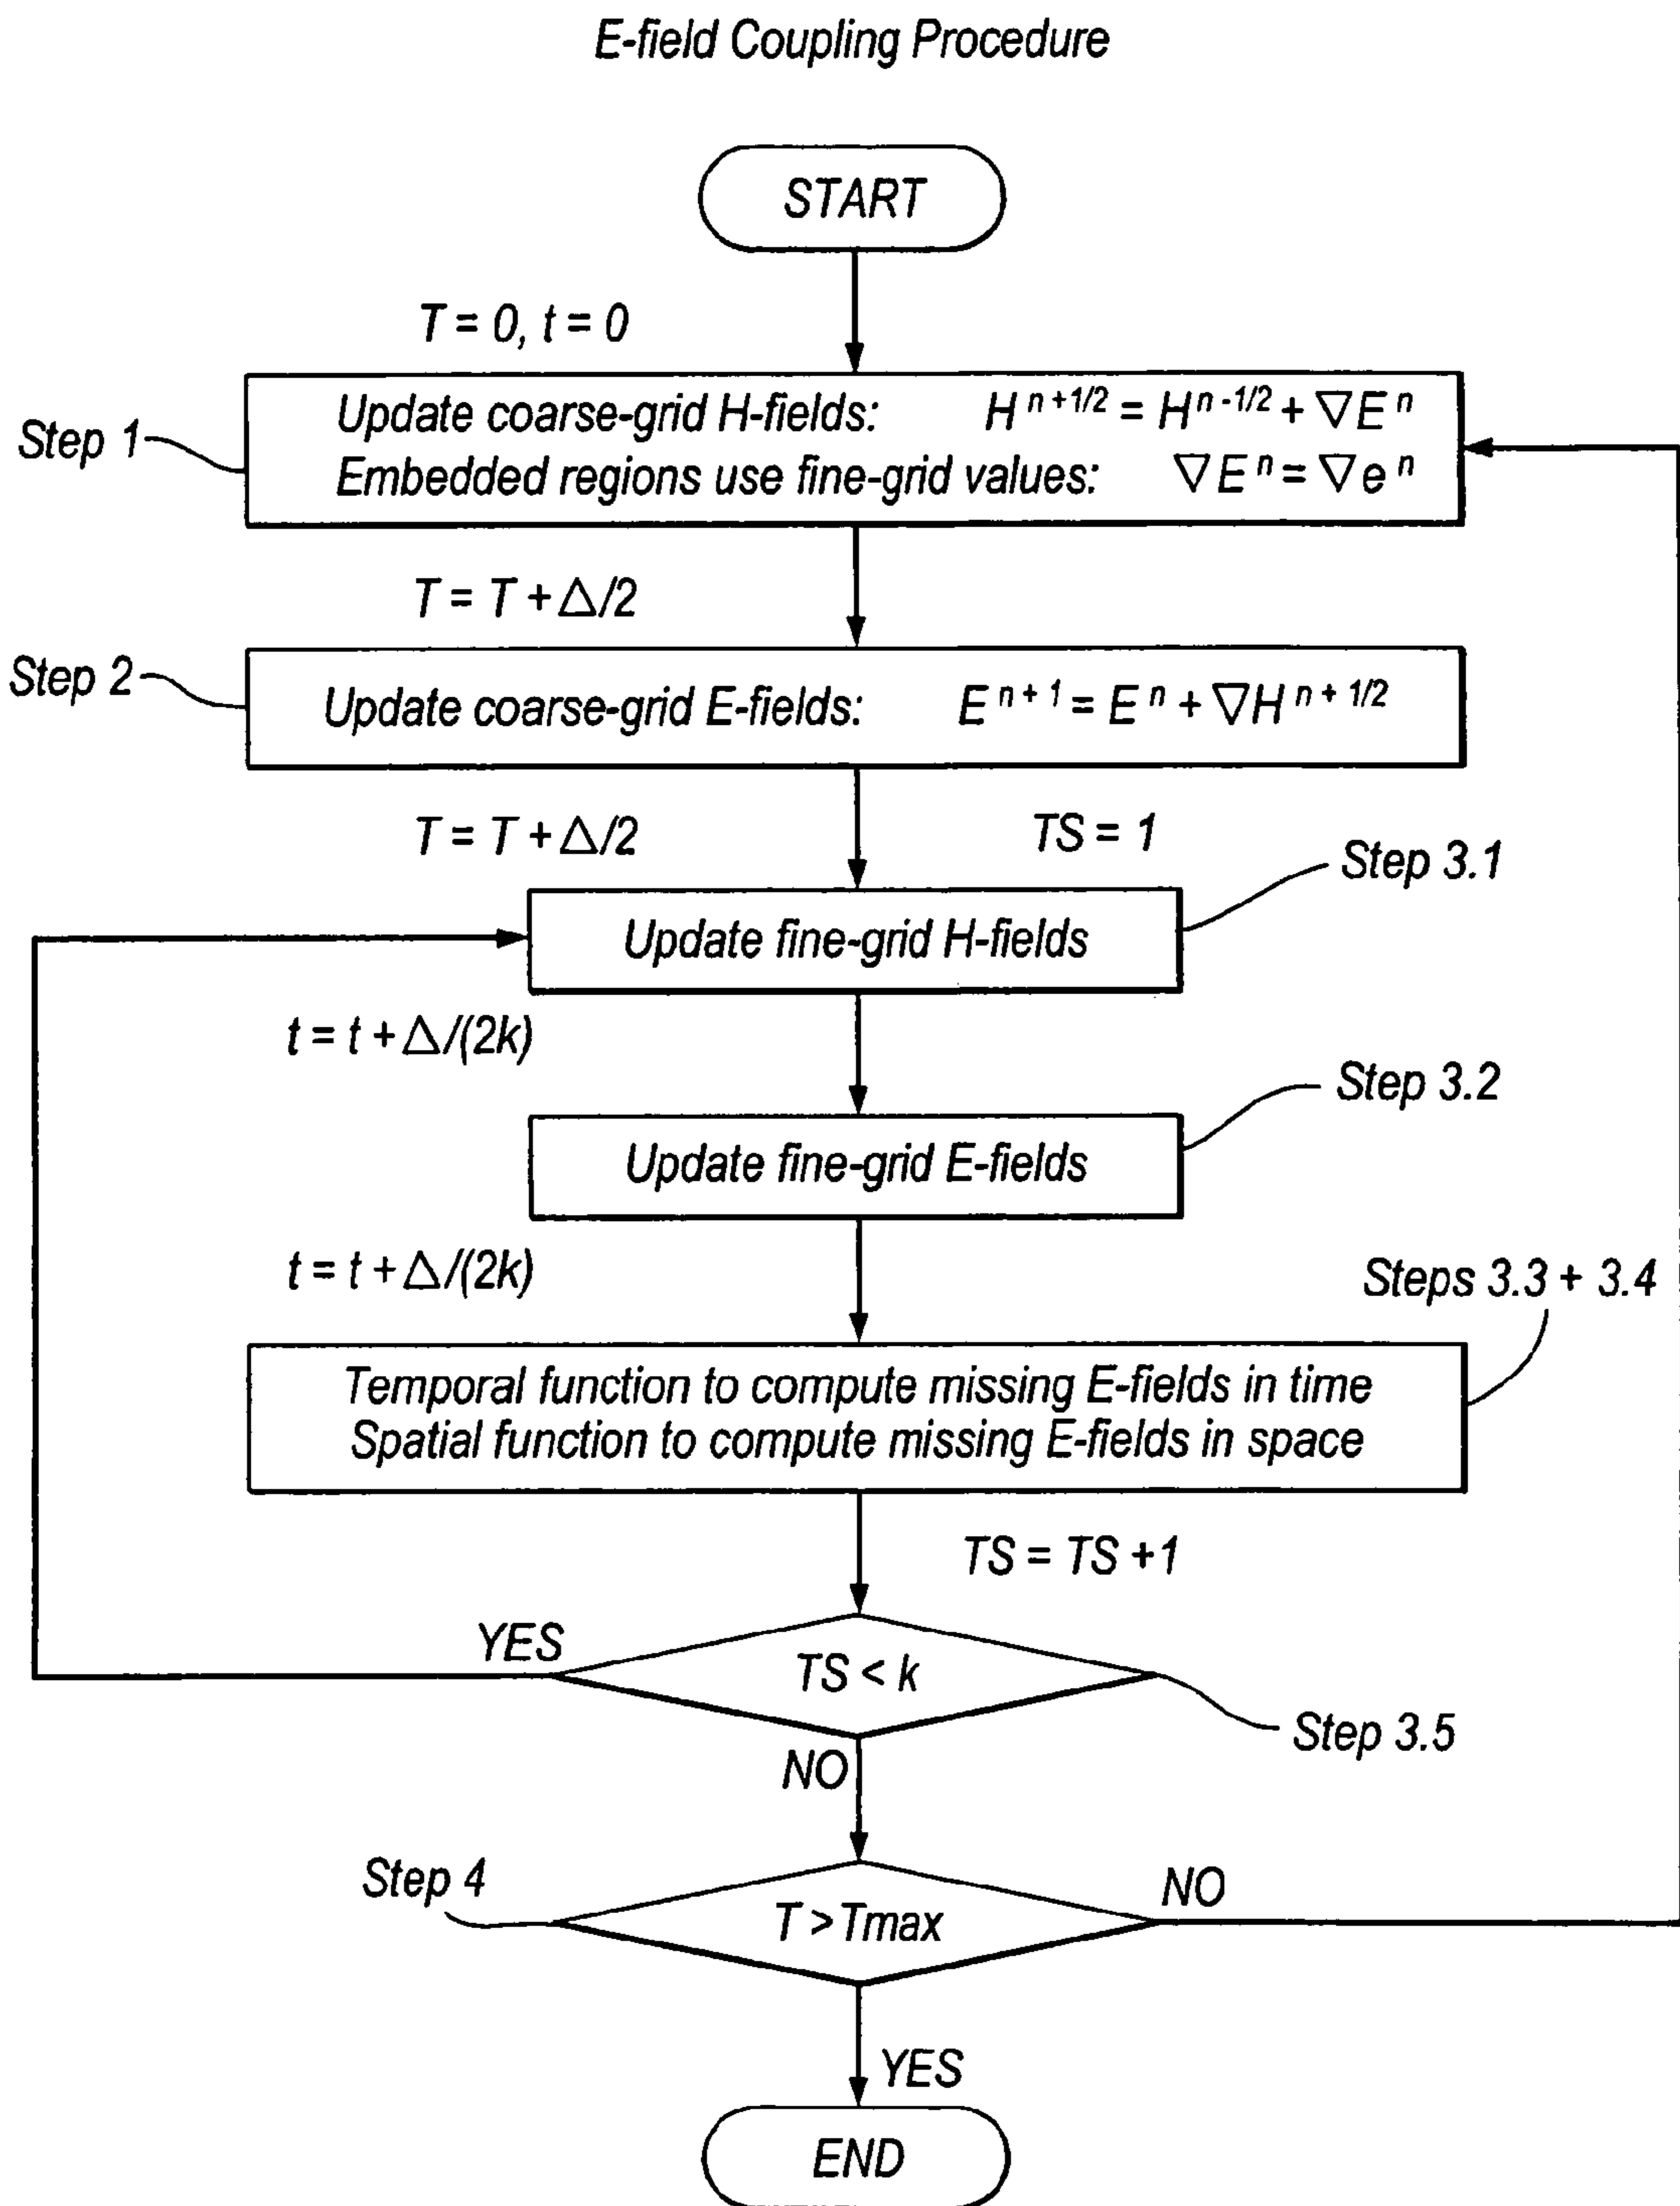 E-field Coupling Procedure
START
T = 0, t = 0
Step 1
Update coarse-grid H-fields: H^{n+1/2} = H^{n-1/2} + ∇E^n
Embedded regions use fine-grid values: ∇E^n = ∇e^n
T = T + Δ/2
Step 2
Update coarse-grid E-fields: E^{n+1} = E^n + ∇H^{n+1/2}
T = T + Δ/2
TS = 1
Step 3.1
Update fine-grid H-fields
t = t + Δ/(2k)
Step 3.2
Update fine-grid E-fields
t = t + Δ/(2k)
Steps 3.3 + 3.4
Temporal function to compute missing E-fields in time
Spatial function to compute missing E-fields in space
TS = TS +1
YES
TS < k
Step 3.5
NO
Step 4
T >Tmax
NO
YES
END